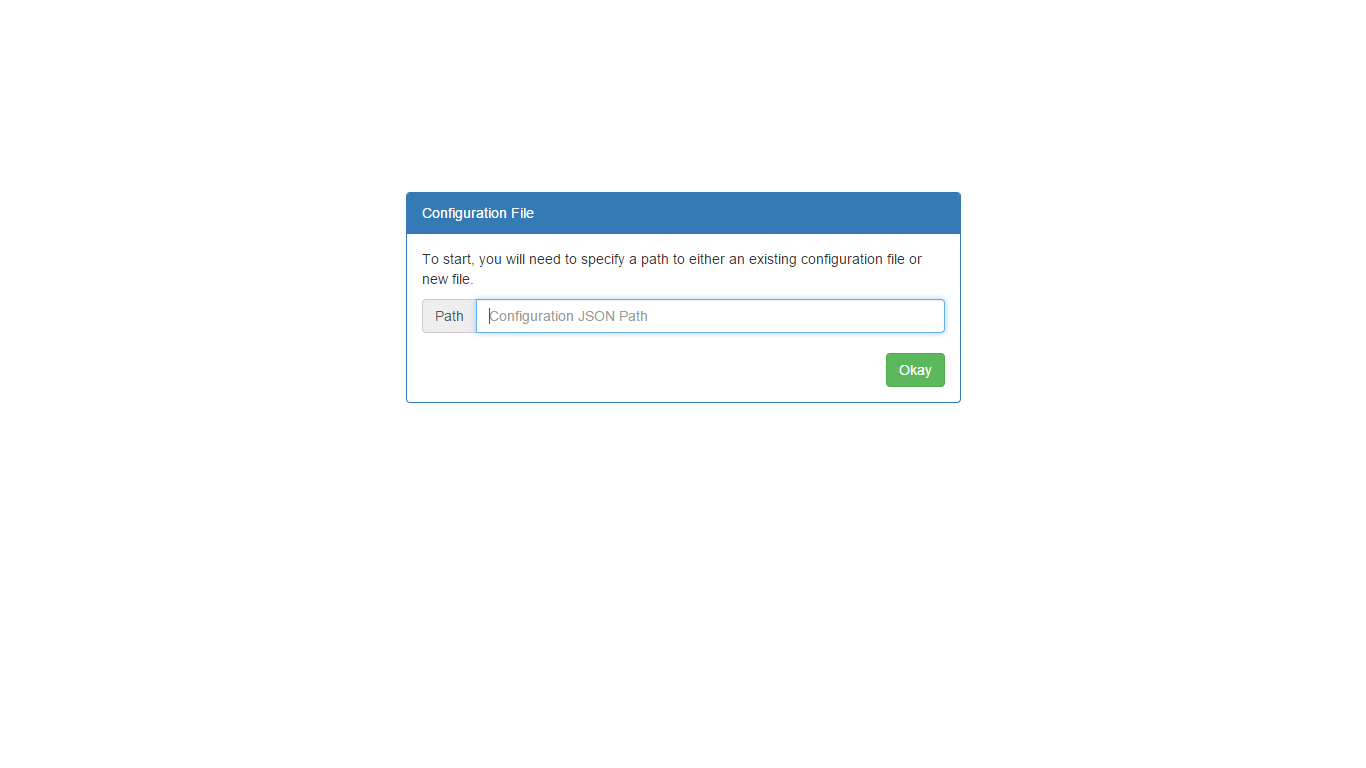 Configuration File
To start, you will need to specify a path to either an existing configuration file or
new file.
Path Configuration JSON Path
Okay